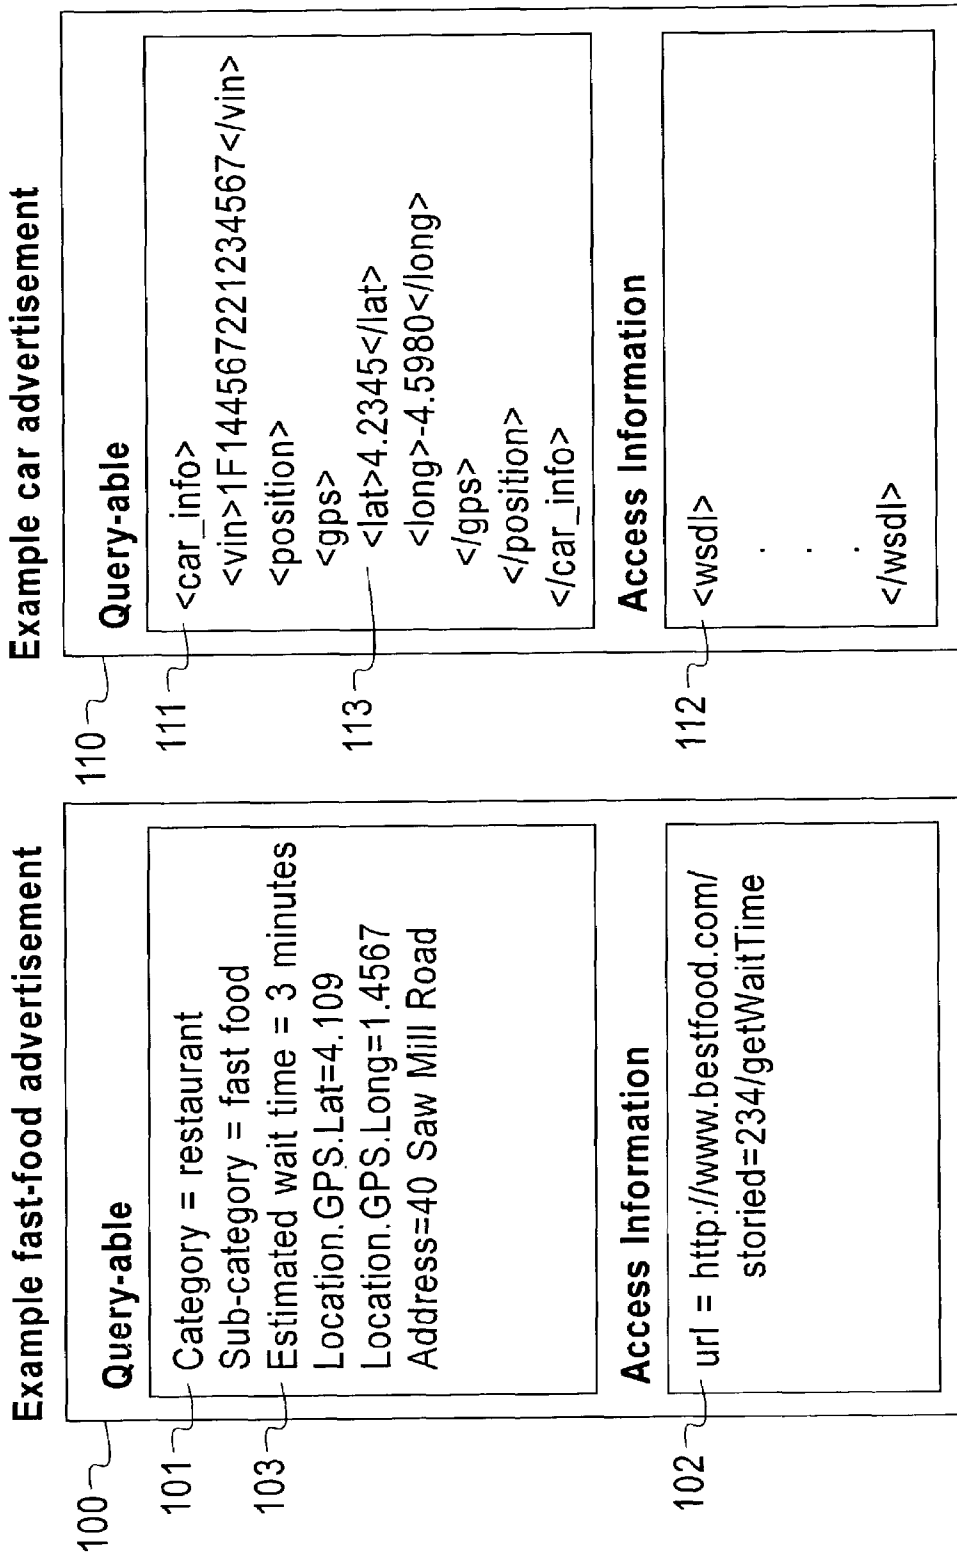 Example fast-food advertisement
100
Query-able
101
Category = restaurant
Sub-category = fast food
103
Estimated wait time = 3 minutes
Location.GPS.Lat=4.109
Location.GPS.Long=1.4567
Address=40 Saw Mill Road
Access Information
102
url = http://www.bestfood.com/
storied=234/getWaitTime
Example car advertisement
110
Query-able
111
<car_info>
<vin>1F144567221234567</vin>
<position>
<gps>
113
<lat>4.2345</lat>
<long>-4.5980</long>
</gps>
</position>
</car_info>
Access Information
112
<wsdl>
.
.
.
</wsdl>